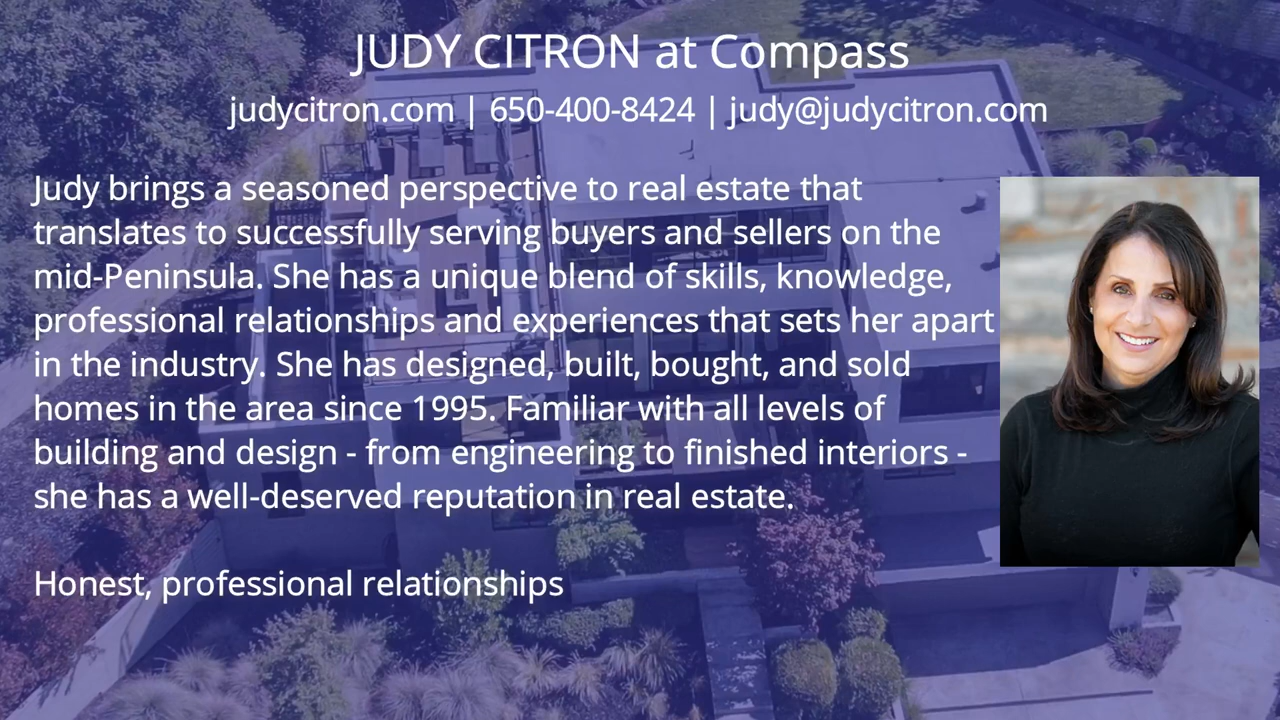 JUDY CITRON at Compass
judycitron.com | 650-400-8424 | judy@judycitron.com
Judy brings a seasoned perspective to real estate that
translates to successfully serving buyers and sellers on the
mid-Peninsula. She has a unique blend of skills, knowledge,
professional relationships and experiences that sets her apart
in the industry. She has designed, built, bought, and sold
homes in the area since 1995. Familiar with all levels of
building and design - from engineering to finished interiors -
she has a well-deserved reputation in real estate.
Honest, professional relationships